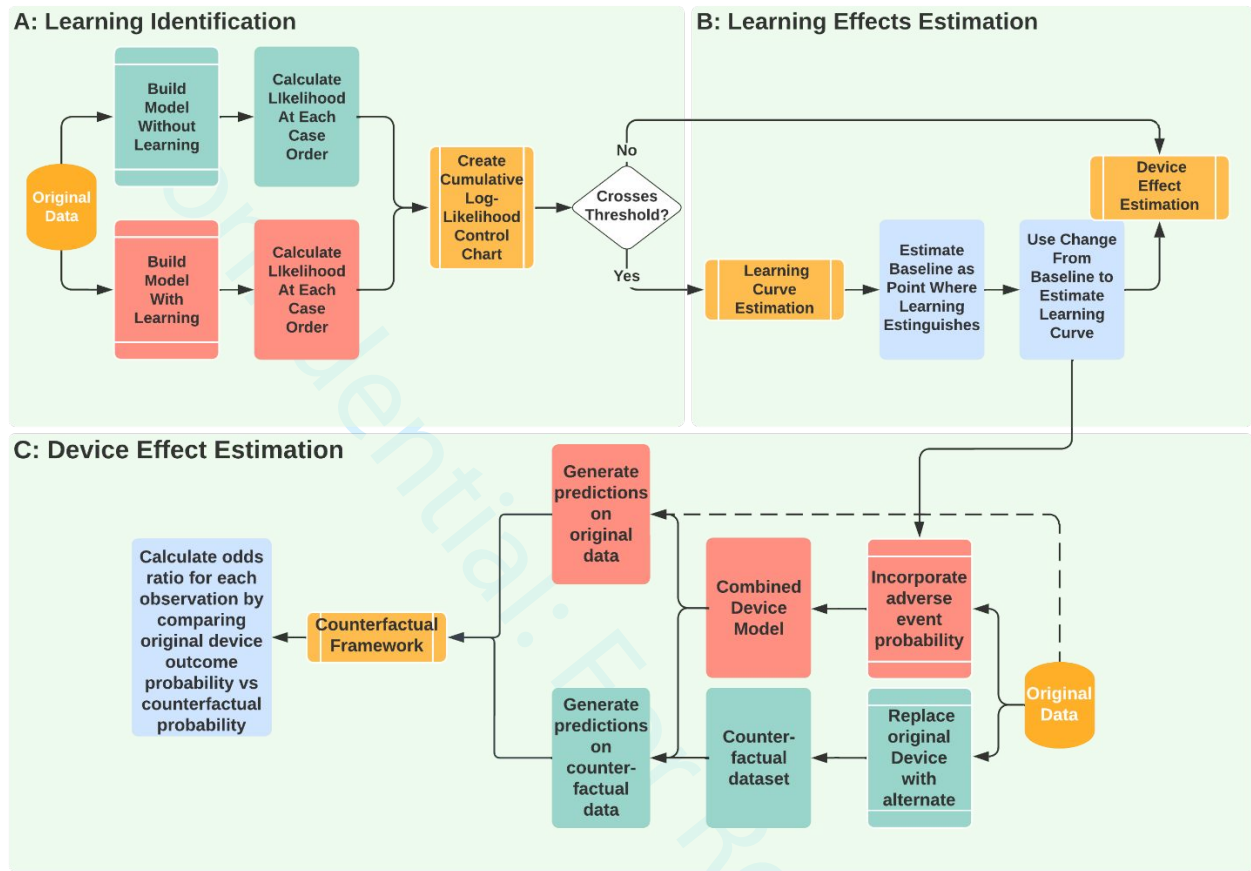 A: Learning Identification
Build
Model
Without
Learning
Calculate
LIkelihood
At Each
Case
Order
Original
Data
Build
Model
With
Learning
Calculate
LIkelihood
At Each
Case
Order
Create
Cumulative
Log-
Likelihood
Control
Chart
Crosses
Threshold?
No
Yes
B: Learning Effects Estimation
Device
Effect
Estimation
Learning
Curve
Estimation
Estimate
Baseline as
Point Where
Learning
Estinguishes
Use Change
From
Baseline to
Estimate
Learning
Curve
C: Device Effect Estimation
Calculate odds
ratio for each
observation by
comparing
original device
outcome
probability vs
counterfactual
probability
Counterfactual
Framework
Generate
predictions
on
original
data
Generate
predictions
on
counter-
factual
data
Combined
Device
Model
Counter-
factual
dataset
Incorporate
adverse
event
probability
Replace
original
Device
with
alternate
Original
Data